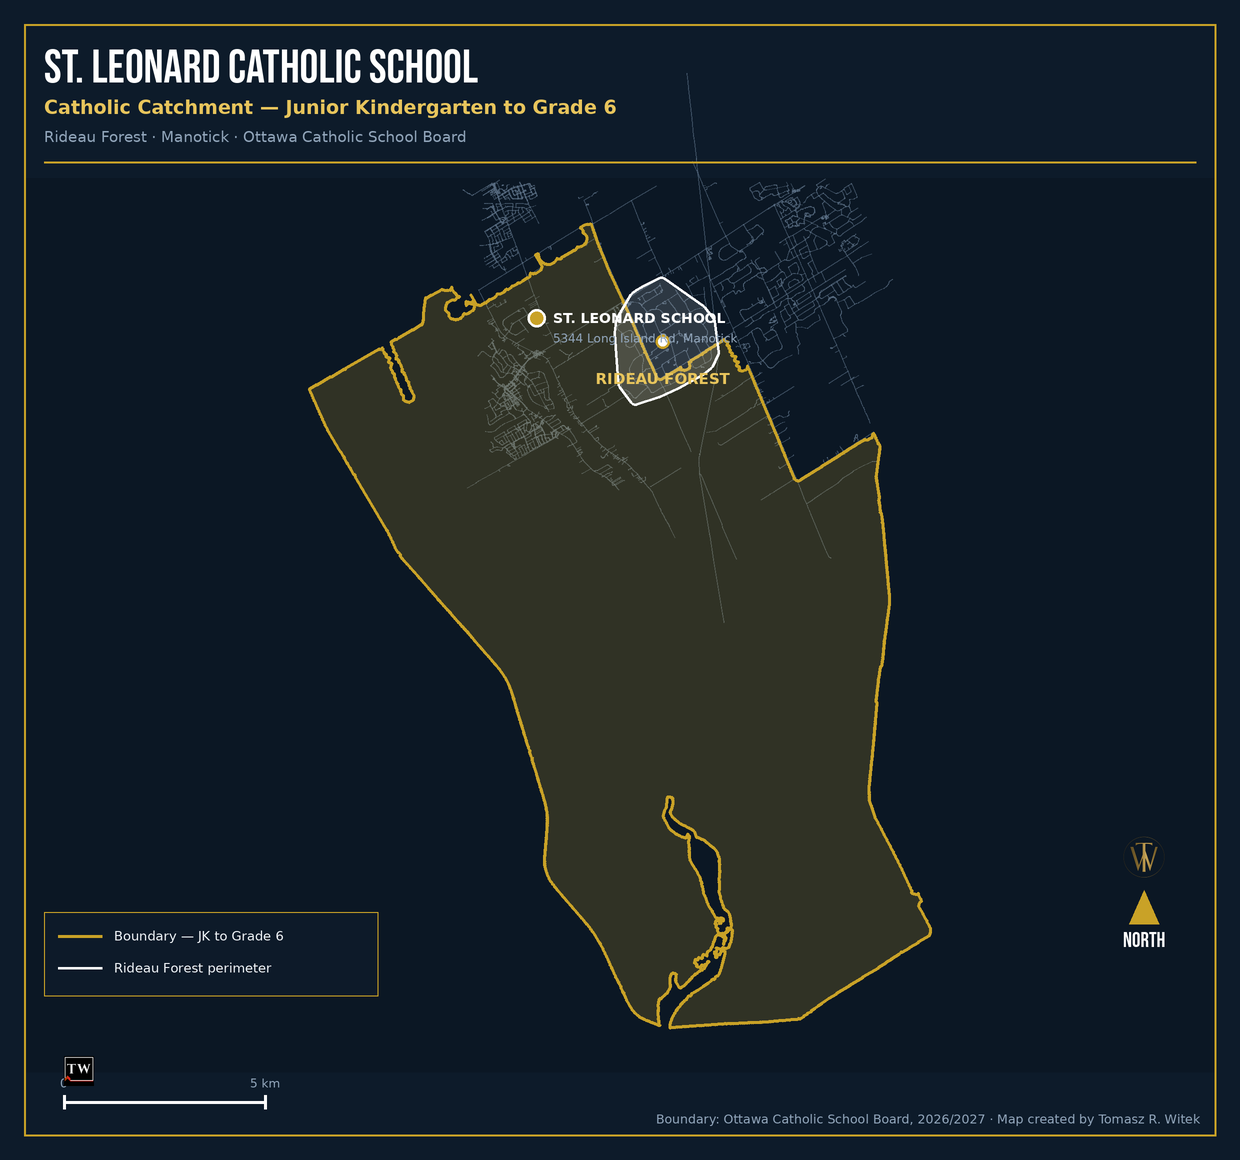 ST. LEONARD CATHOLIC SCHOOL
Catholic Catchment — Junior Kindergarten to Grade 6
Rideau Forest · Manotick · Ottawa Catholic School Board
ST. LEONARD SCHOOL
5344 Long Island Rd, Manotick
RIDEAU FOREST
TW
NORTH
Boundary — JK to Grade 6
Rideau Forest perimeter
TW
0 5 km
Boundary: Ottawa Catholic School Board, 2026/2027 · Map created by Tomasz R. Witek